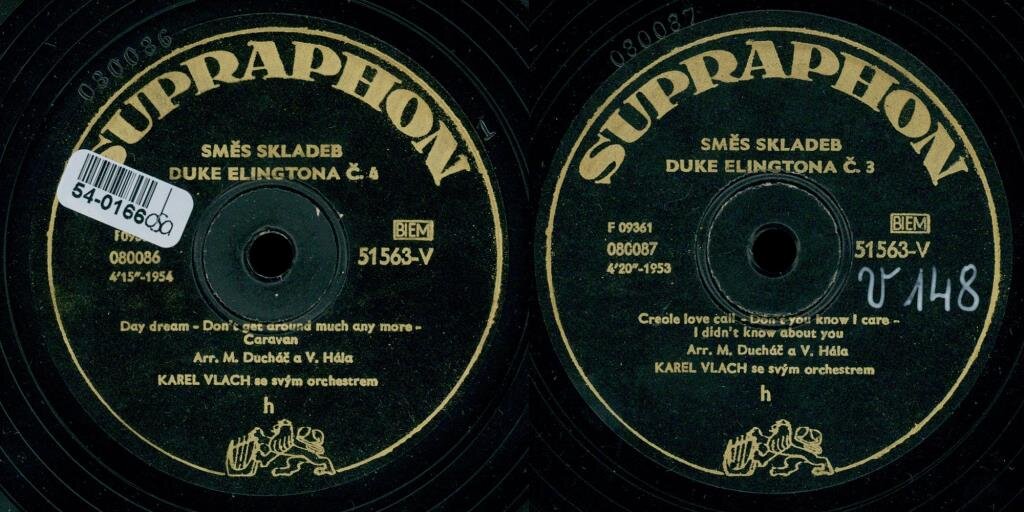 080086
SUPRAPHON
SMĚS SKLADEB
DUKE ELINGTONA Č. 4
54-0166
BIEM
080086
51563-V
4'15"-1954
Day dream - Don't get around much any more -
Caravan
Arr. M. Ducháč a V. Hála
KAREL VLACH se svým orchestrem
h
080087
SUPRAPHON
SMĚS SKLADEB
DUKE ELINGTONA Č. 3
F 09361
BIEM
080087
51563-V
4'20"-1953
V 148
Creole love call - Don't you know I care -
I didn't know about you
Arr. M. Ducháč a V. Hála
KAREL VLACH se svým orchestrem
h